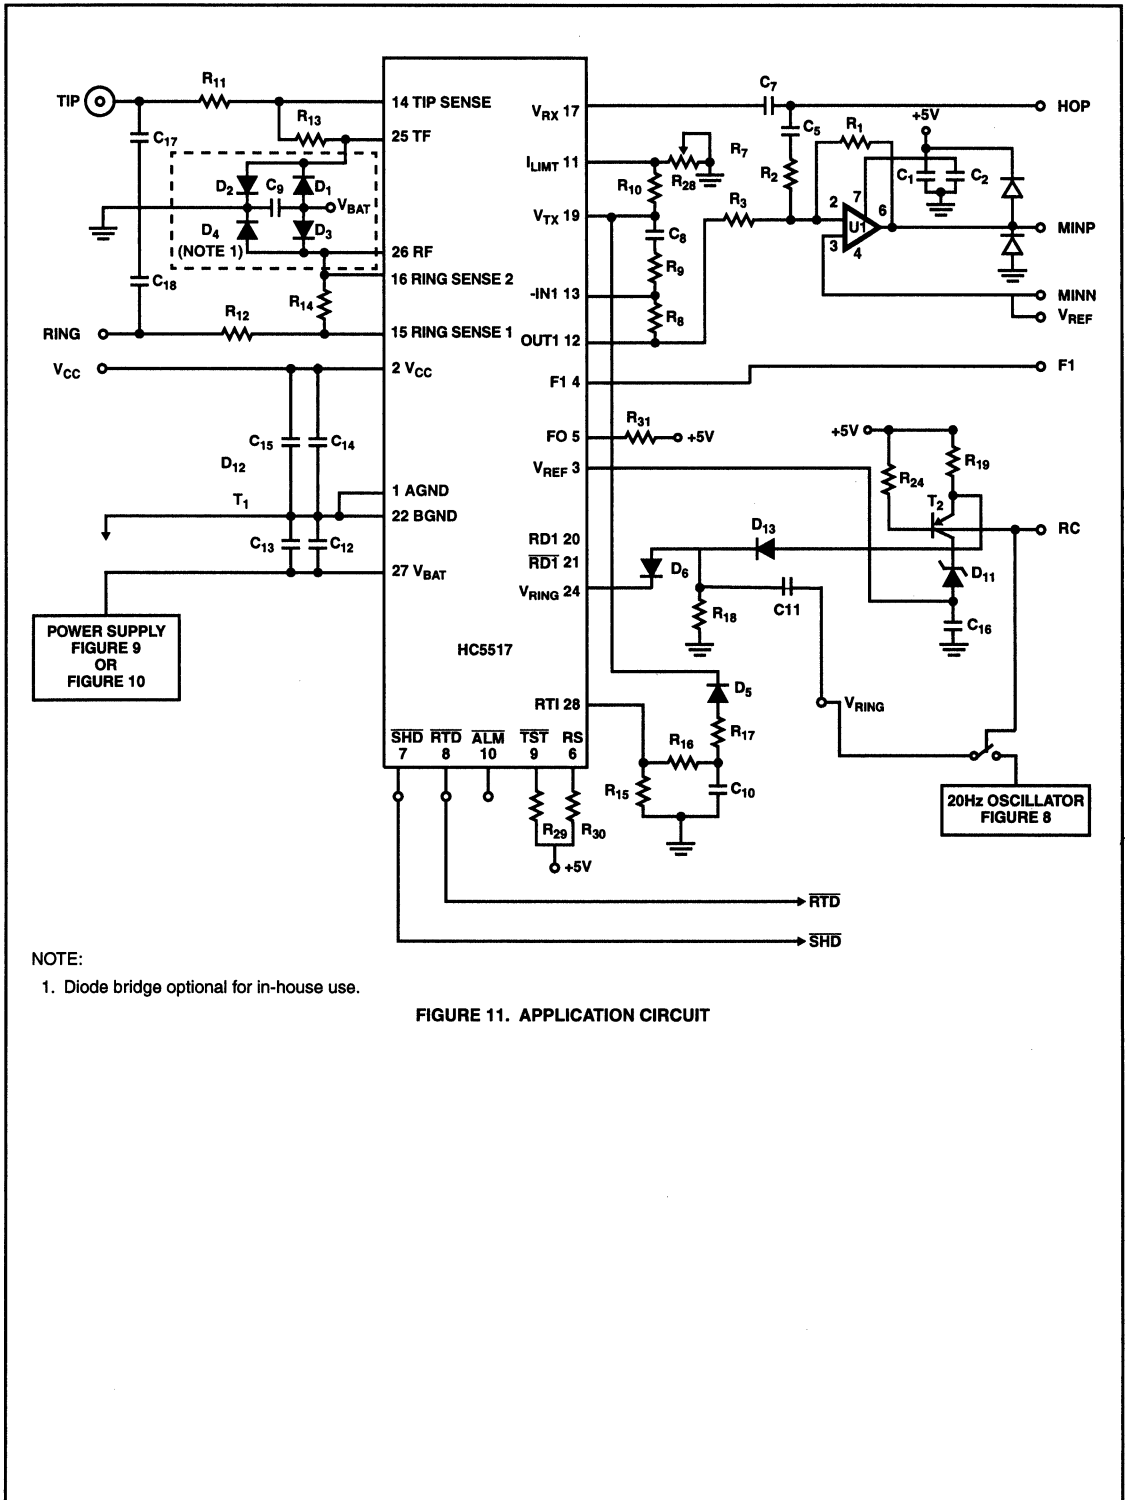 TIP
R11
14 TIP SENSE
VRX 17
C7
HOP
C17
R13
25 TF
C5
R1
+5V
D2
C9
D1
VBAT
D4
D3
(NOTE 1)
ILIMT 11
R28
R7
R10
R2
C1
C2
VTX 19
R3
2
7
6
U1
3
4
MINP
C8
R9
26 RF
16 RING SENSE 2
C18
R14
-IN1 13
MINN
VREF
R12
R8
RING
15 RING SENSE 1
OUT1 12
VCC
2 VCC
F1
F1 4
C15
C14
FO 5
R31
+5V
+5V
D12
VREF 3
R24
R19
T1
1 AGND
T2
22 BGND
RC
C13
C12
RD1 20
D13
RD1 21
D6
D11
27 VBAT
VRING 24
R18
C11
C16
POWER SUPPLY
FIGURE 9
OR
FIGURE 10
HC5517
D5
VRING
RTI 28
R17
R16
SHD
7
RTD
8
ALM
10
TST
9
RS
6
R15
C10
20Hz OSCILLATOR
FIGURE 8
R29
R30
+5V
RTD
SHD
NOTE:
1. Diode bridge optional for in-house use.
FIGURE 11. APPLICATION CIRCUIT